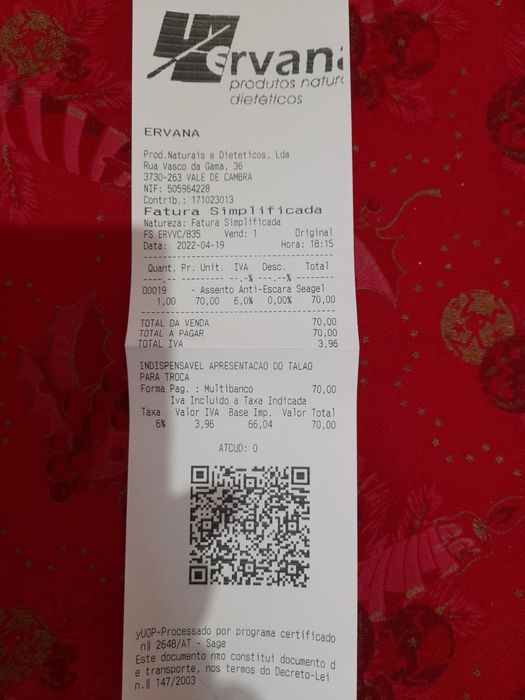 ervana
produtos natur
dietéticos
ERVANA
Prod.Naturais e Dieteticos, Lda
Rua Vasco da Gama, 36
3730-263 VALE DE CAMBRA
NIF: 505964228
Contrib.: 171023013
Fatura Simplificada
Natureza: Fatura Simplificada
FS ERVVC/835 Vend: 1 Original
Data: 2022-04-19 Hora: 18:15
Quant. Pr. Unit. IVA Desc. Total
00019 - Assento Anti-Escara Seagel
1,00 70,00 6,0% 0,00% 70,00
TOTAL DA VENDA 70,00
TOTAL A PAGAR 70,00
TOTAL IVA 3,96
INDISPENSAVEL APRESENTACAO DO TALAO
PARA TROCA
Forma Pag. : Multibanco 70,00
Iva Incluido a Taxa Indicada
Taxa Valor IVA Base Imp. Valor Total
6% 3,96 66,04 70,00
ATCUD: 0
yUOP-Processado por programa certificado
n‖ 2648/AT - Sage
Este documento nmo constitui documento d
e transporte, nos termos do Decreto-Lei
n.‖ 147/2003